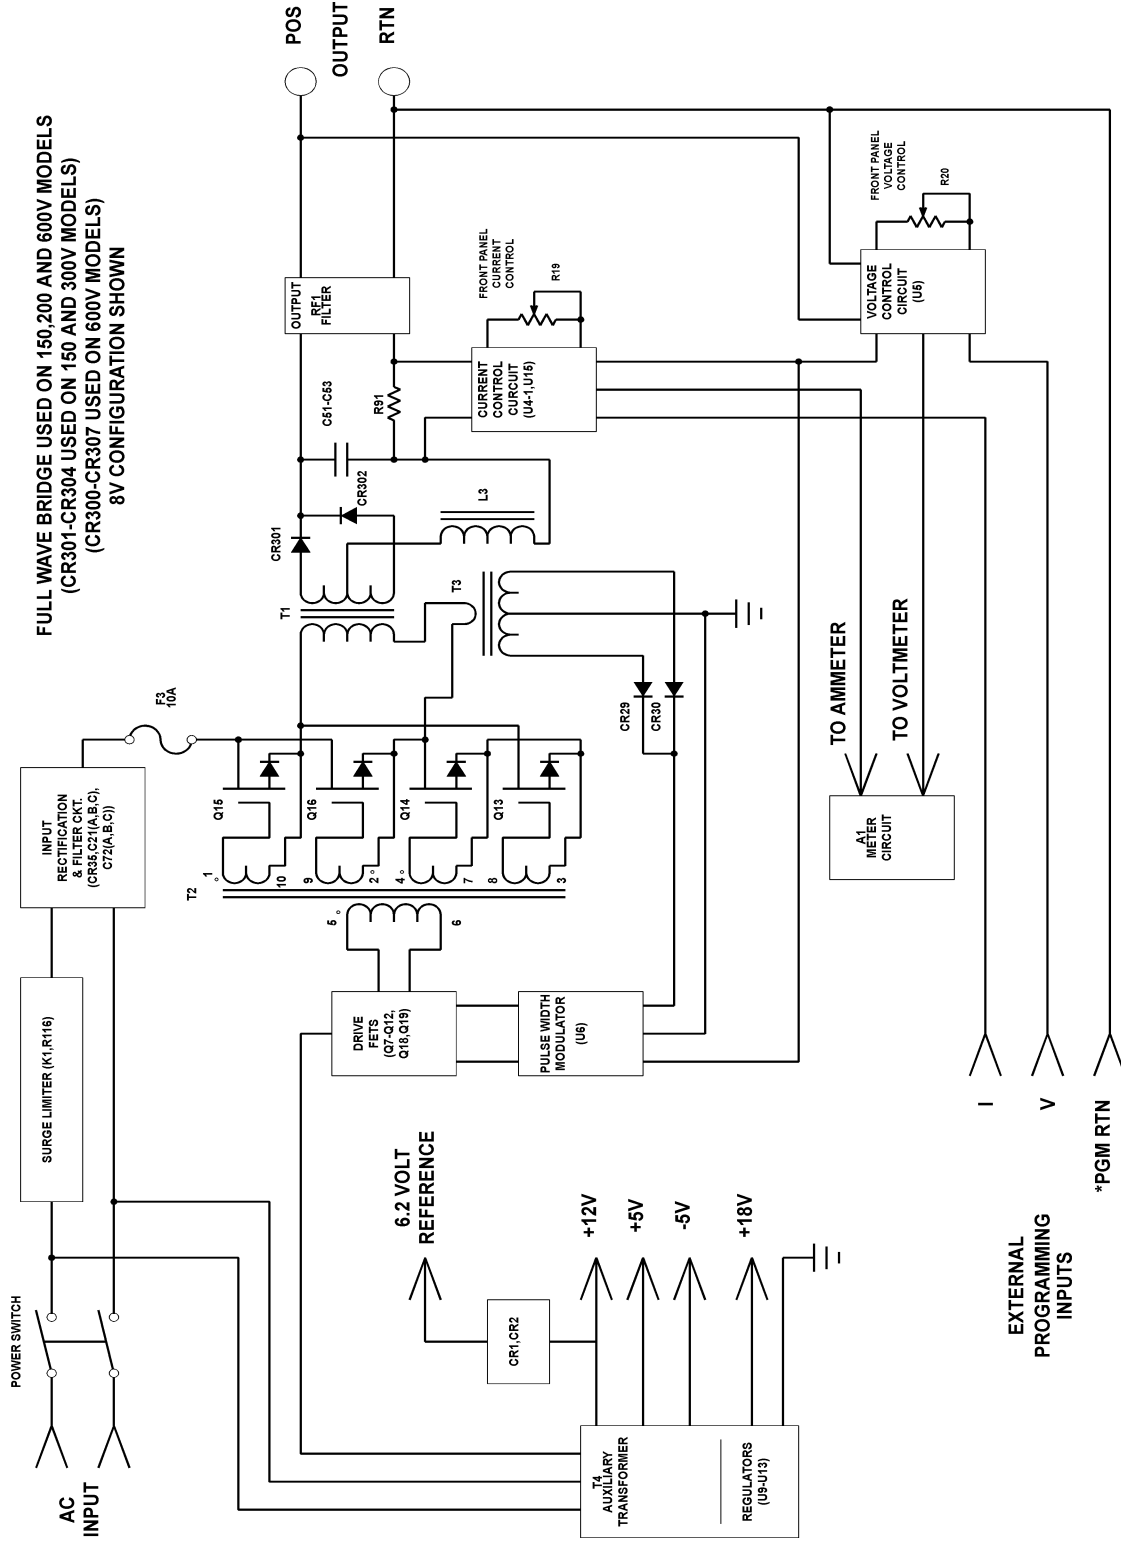 FULL WAVE BRIDGE USED ON 150,200 AND 600V MODELS
(CR301-CR304 USED ON 150 AND 300V MODELS)
(CR300-CR307 USED ON 600V MODELS)
8V CONFIGURATION SHOWN
AC
INPUT
POWER SWITCH
SURGE LIMITER (K1,R116)
INPUT
RECTIFICATION
& FILTER CKT.
(CR35,C21(A,B,C),
C72(A,B,C))
F3
10A
T4
AUXILIARY
TRANSFORMER
REGULATORS
(U9-U13)
CR1,CR2
6.2 VOLT
REFERENCE
+12V
+5V
-5V
+18V
DRIVE
FETS
(Q7-Q12,
Q18,Q19)
PULSE WIDTH
MODULATOR
(U6)
T2
5
6
1
10
9
2
4
7
8
3
Q15
Q16
Q14
Q13
T1
T3
CR29
CR30
CR301
CR302
L3
C51-C53
R91
OUTPUT
RF1
FILTER
POS
OUTPUT
RTN
CURRENT
CONTROL
CURCUIT
(U4-1,U15)
FRONT PANEL
CURRENT
CONTROL
R19
VOLTAGE
CONTROL
CIRCUIT
(U5)
FRONT PANEL
VOLTAGE
CONTROL
R20
TO AMMETER
TO VOLTMETER
A1
METER
CIRCUIT
I
V
*PGM RTN
EXTERNAL
PROGRAMMING
INPUTS